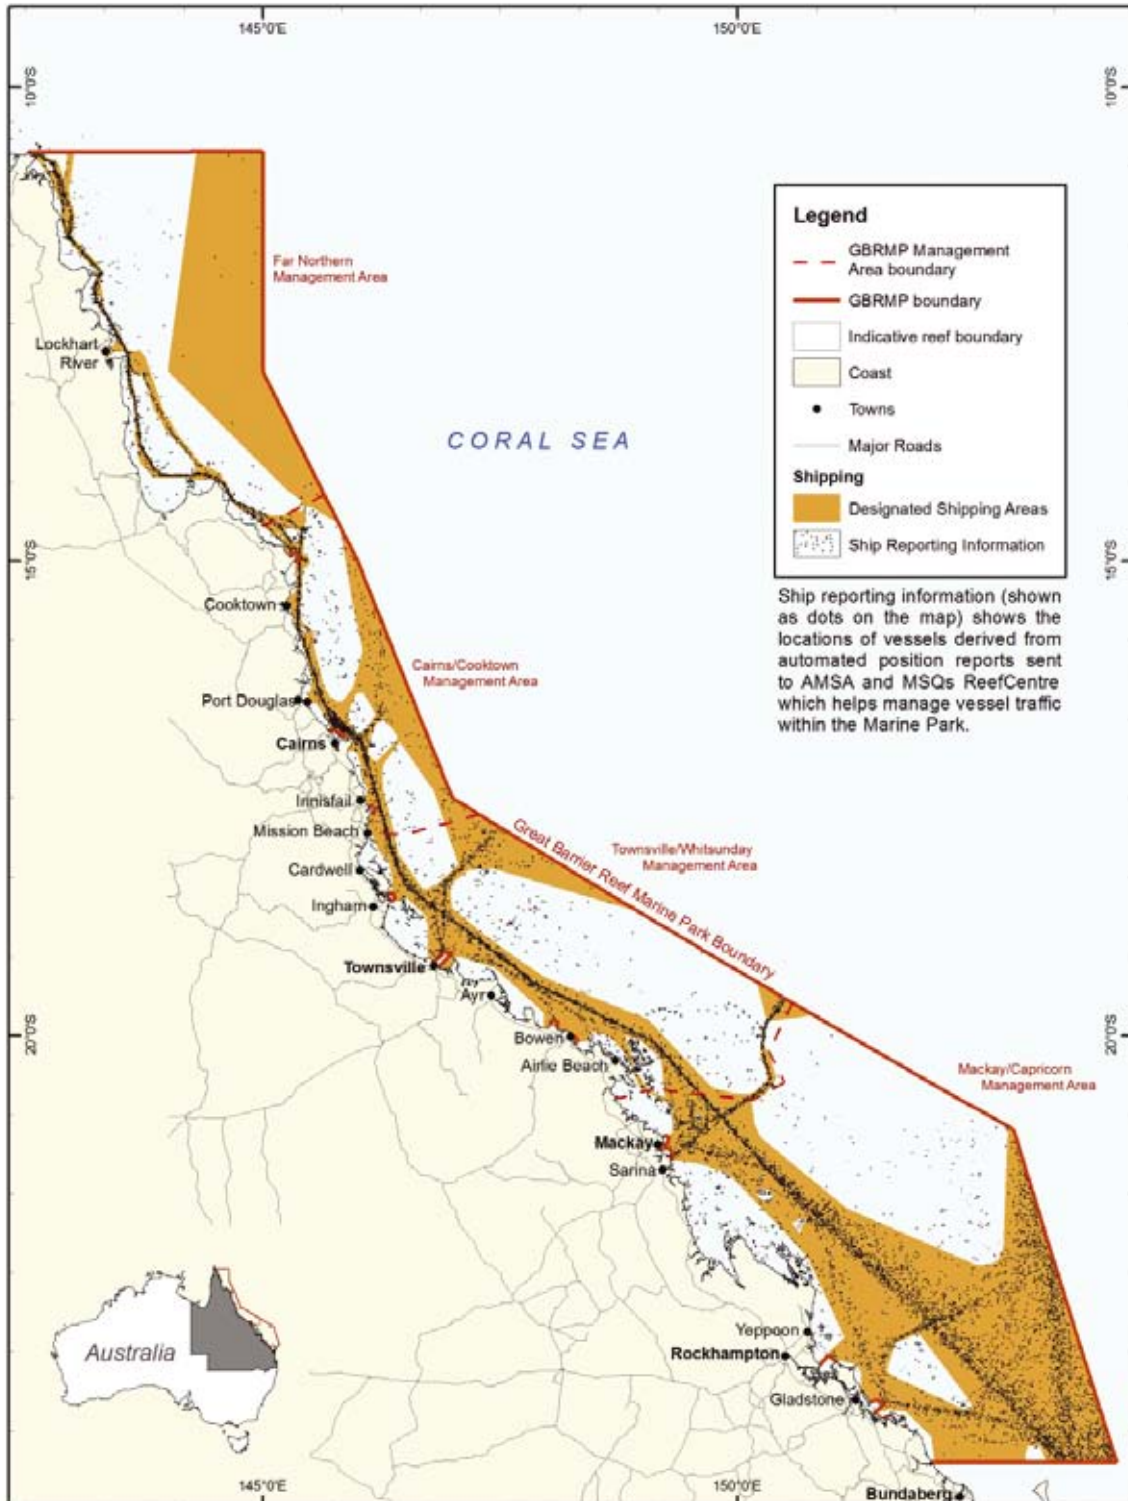 145°0'E
150°0'E
10°0'S
10°0'S
Far Northern
Management Area
Legend
GBRMP Management
Area boundary
GBRMP boundary
Indicative reef boundary
Coast
Towns
Major Roads
Shipping
Designated Shipping Areas
Ship Reporting Information
Lockhart
River
CORAL SEA
15°0'S
15°0'S
Ship reporting information (shown
as dots on the map) shows the
locations of vessels derived from
automated position reports sent
to AMSA and MSQs ReefCentre
which helps manage vessel traffic
within the Marine Park.
Cooktown
Cairns/Cooktown
Management Area
Port Douglas
Cairns
Innisfail
Mission Beach
Cardwell
Ingham
Great Barrier Reef Marine Park Boundary
Townsville/Whitsunday
Management Area
Townsville
Ayr
Bowen
Airlie Beach
20°0'S
20°0'S
Mackay/Capricorn
Management Area
Mackay
Sarina
Australia
Yeppoon
Rockhampton
Gladstone
145°0'E
150°0'E
Bundaberg